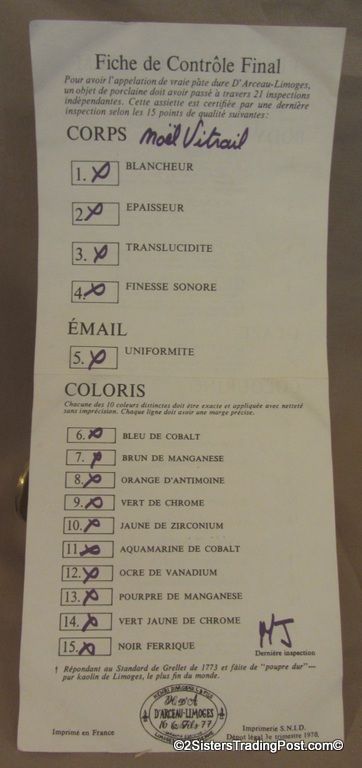 Fiche de Contrôle Final
Pour avoir l'appelation de vraie pâte dure D'Arceau-Limoges,
un objet de porclaine doit avoir passé à travers 21 inspections
indépendantes. Cette assiette est certifiée par une dernière
inspection selon les 15 points de qualité suivantes:
CORPS Noël Vitrail
1. BLANCHEUR
2. EPAISSEUR
3. TRANSLUCIDITE
4. FINESSE SONORE
ÉMAIL
5. UNIFORMITE
COLORIS
Chacune des 10 couleurs distinctes doit être exacte et appliquée avec netteté
sans imprécision. Chaque ligne doit avoir une marge précise.
6. BLEU DE COBALT
7. BRUN DE MANGANESE
8. ORANGE D'ANTIMOINE
9. VERT DE CHROME
10. JAUNE DE ZIRCONIUM
11. AQUAMARINE DE COBALT
12. OCRE DE VANADIUM
13. POURPRE DE MANGANESE
14. VERT JAUNE DE CHROME
15. NOIR FERRIQUE
MJ
Dernière inspection
† Répondant au Standard de Grellet de 1773 et fâite de "poupre dur"—
pur kaolin de Limoges, le plus fin du monde.
D'ARCEAU-LIMOGES
Imprimé en France
Imprimerie S.N.I.D.
Dépot légal 3e trimestre 1978.
©2SistersTradingPost.com